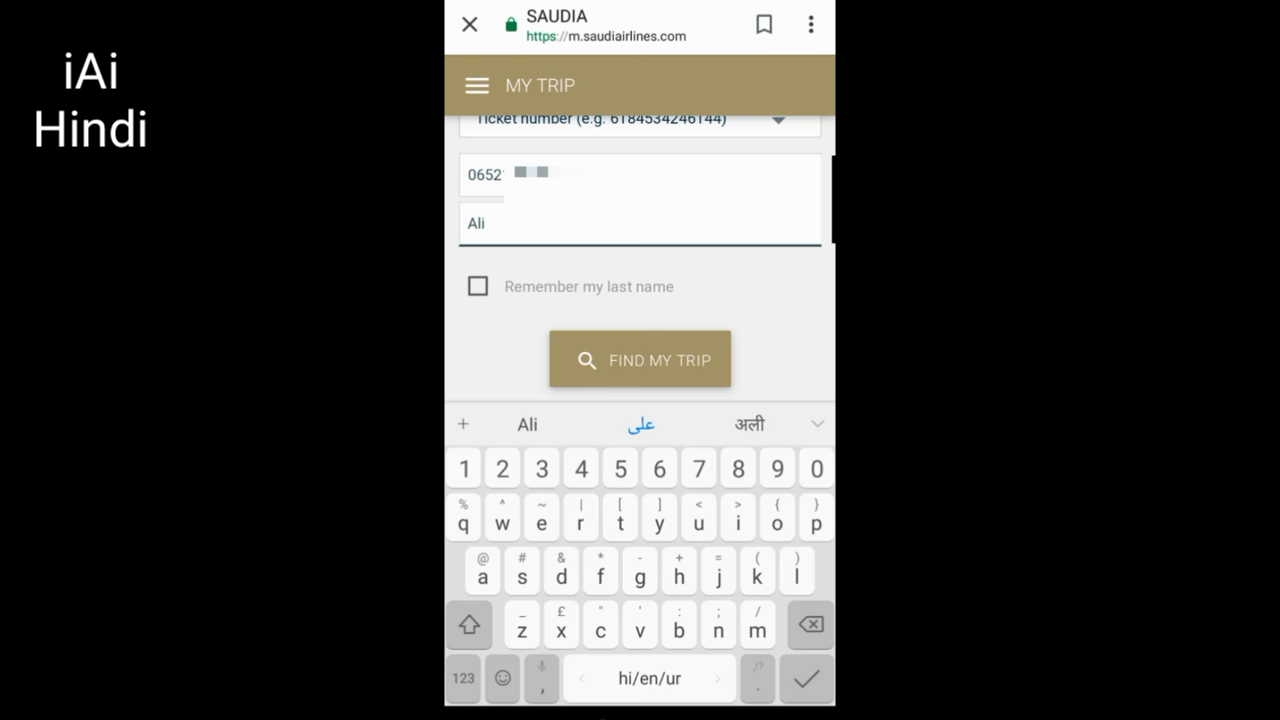 iAi
Hindi
SAUDIA
https://m.saudiairlines.com
MY TRIP
Ticket number (e.g. 6184534246144)
0652
Ali
Remember my last name
FIND MY TRIP
+ Ali علی अली
1 2 3 4 5 6 7 8 9 0
% ^ ~ | [ ] < > { }
q w e r t y u i o p
@ # & * - + = ( )
a s d f g h j k l
_ £ " ' : ; /
z x c v b n m
123 , hi/en/ur .